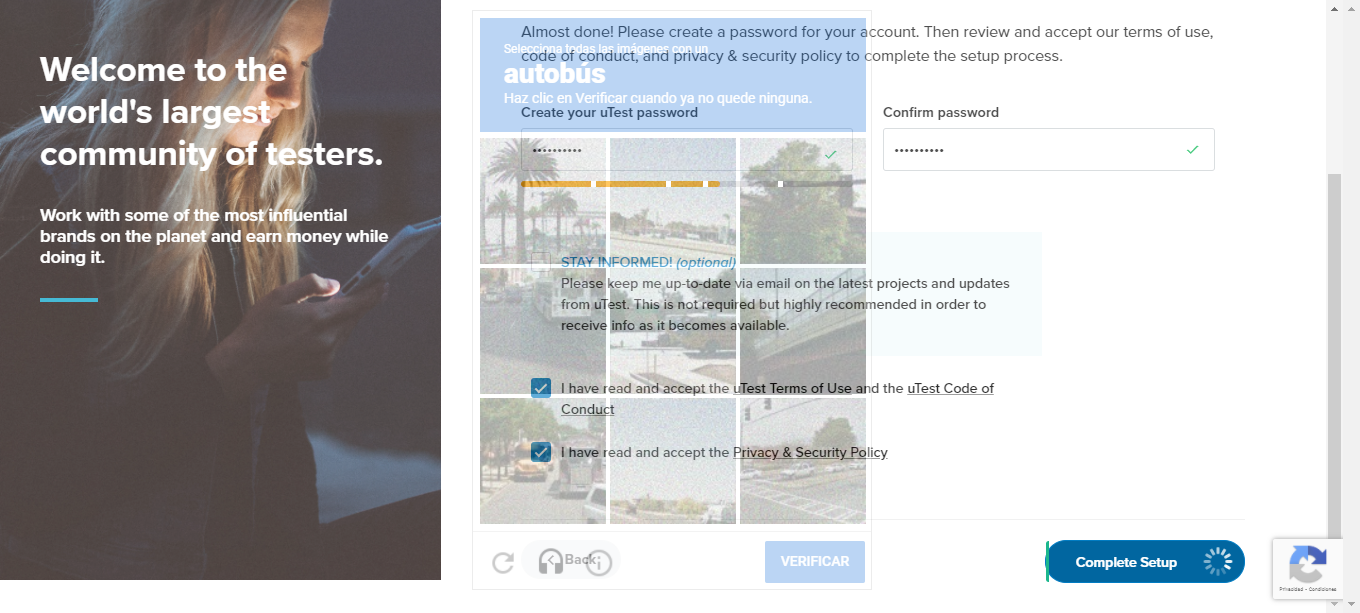 Welcome to the
world's largest
community of testers.
Work with some of the most influential
brands on the planet and earn money while
doing it.
Almost done! Please create a password for your account. Then review and accept our terms of use,
code of conduct, and privacy & security policy to complete the setup process.
Selecciona todas las imágenes con un
autobús
Haz clic en Verificar cuando ya no quede ninguna.
Create your uTest password
Confirm password
••••••••••
••••••••••
STAY INFORMED! (optional)
Please keep me up-to-date via email on the latest projects and updates
from uTest. This is not required but highly recommended in order to
receive info as it becomes available.
I have read and accept the uTest Terms of Use and the uTest Code of
Conduct
I have read and accept the Privacy & Security Policy
Back
VERIFICAR
Complete Setup
Privacidad - Condiciones